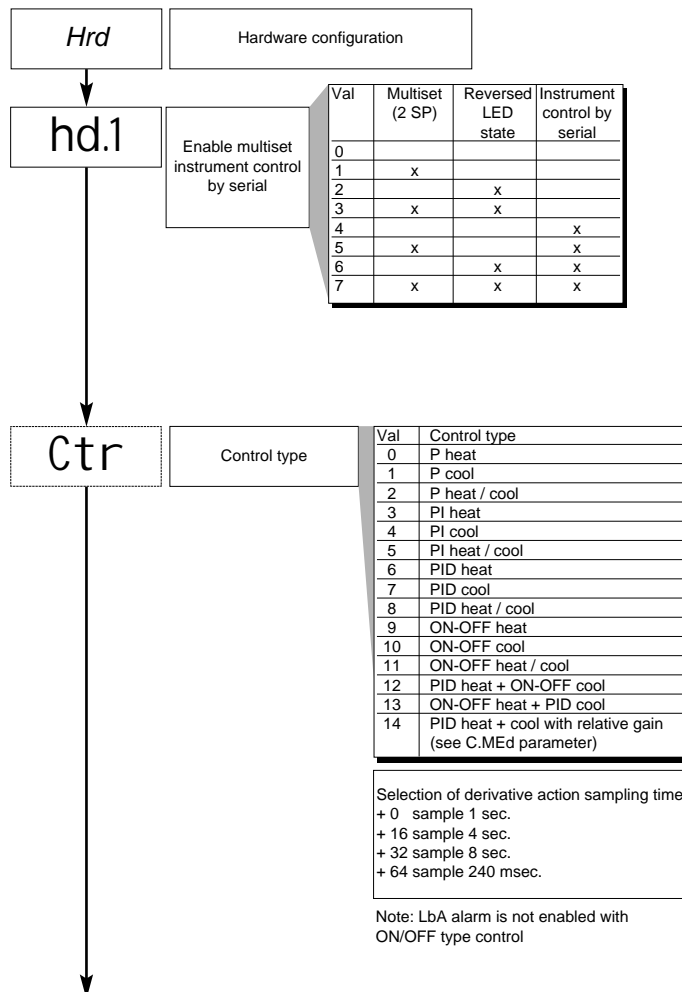 Hrd
Hardware configuration
hd.1
Enable multiset
instrument control
by serial
Val Multiset Reversed Instrument
(2 SP) LED control by
state serial
0
1 x
2 x
3 x x
4 x
5 x x
6 x x
7 x x x
Ctr
Control type
Val Control type
0 P heat
1 P cool
2 P heat / cool
3 PI heat
4 PI cool
5 PI heat / cool
6 PID heat
7 PID cool
8 PID heat / cool
9 ON-OFF heat
10 ON-OFF cool
11 ON-OFF heat / cool
12 PID heat + ON-OFF cool
13 ON-OFF heat + PID cool
14 PID heat + cool with relative gain
(see C.MEd parameter)
Selection of derivative action sampling time
+ 0 sample 1 sec.
+ 16 sample 4 sec.
+ 32 sample 8 sec.
+ 64 sample 240 msec.
Note: LbA alarm is not enabled with
ON/OFF type control